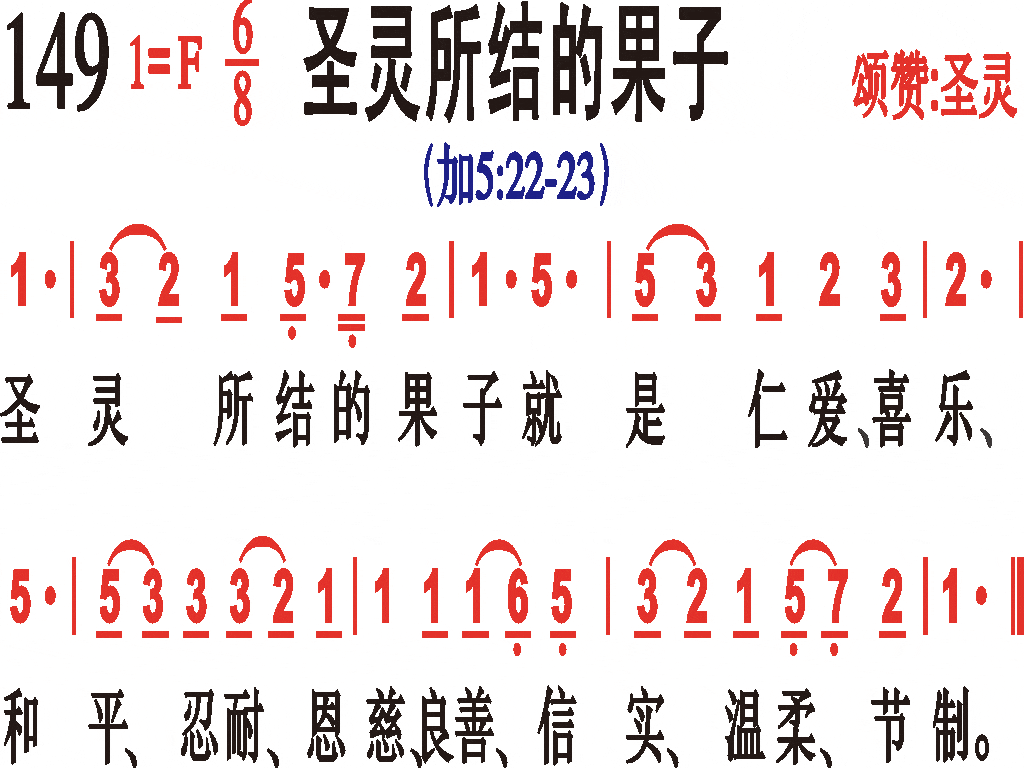 149 1=F 6/8 圣灵所结的果子 颂赞:圣灵
(加5:22-23)
1·| 3 2 1 5·7 2 |1·5·| 5 3 1 2 3 |2·|
圣灵所结的果子就是仁爱、喜乐、
5·| 5 3 3 3 2 1 |1 1 1 6 5 | 3 2 1 5 7 2 |1·‖
和平、忍耐、恩慈、良善、信实、温柔、节制。